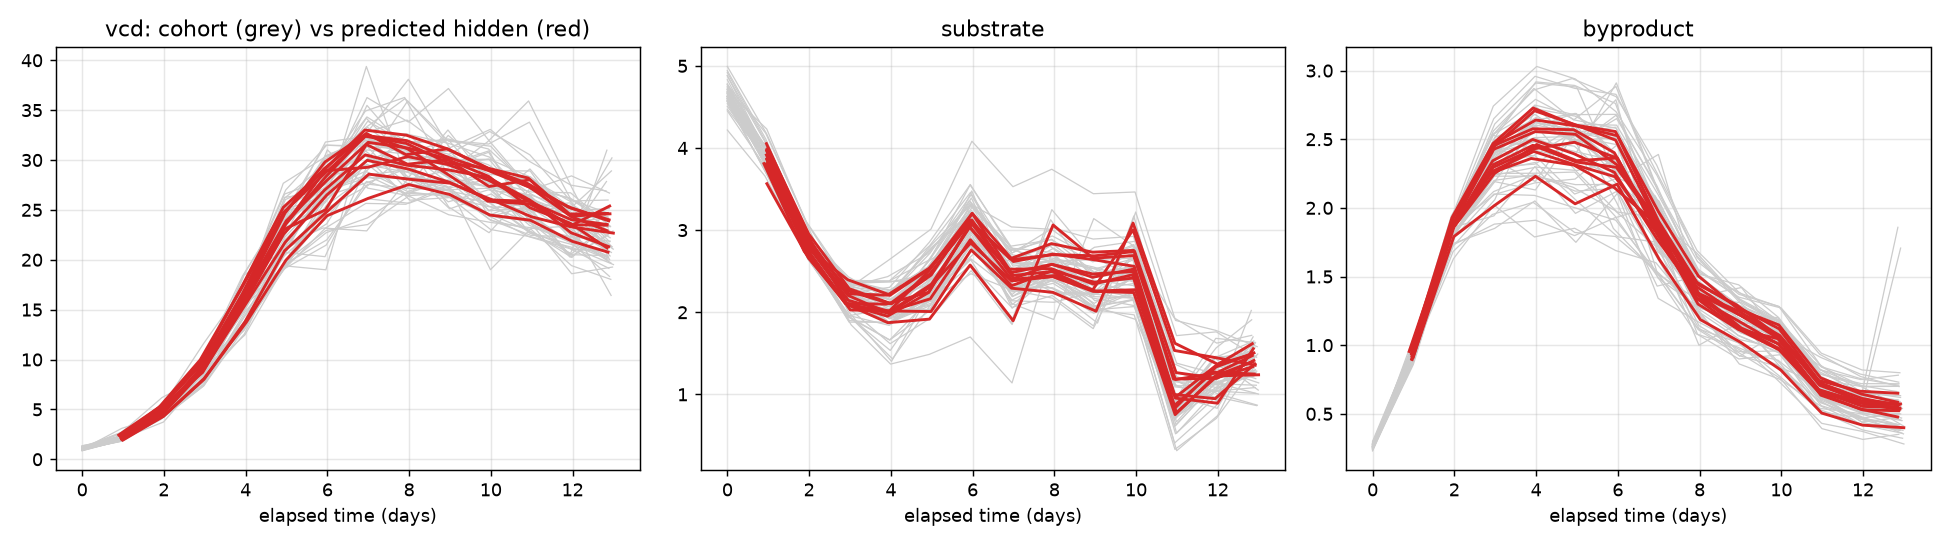 vcd: cohort (grey) vs predicted hidden (red)
40
35
30
25
20
15
10
5
0
0 2 4 6 8 10 12
elapsed time (days)
substrate
5
4
3
2
1
0 2 4 6 8 10 12
elapsed time (days)
byproduct
3.0
2.5
2.0
1.5
1.0
0.5
0 2 4 6 8 10 12
elapsed time (days)